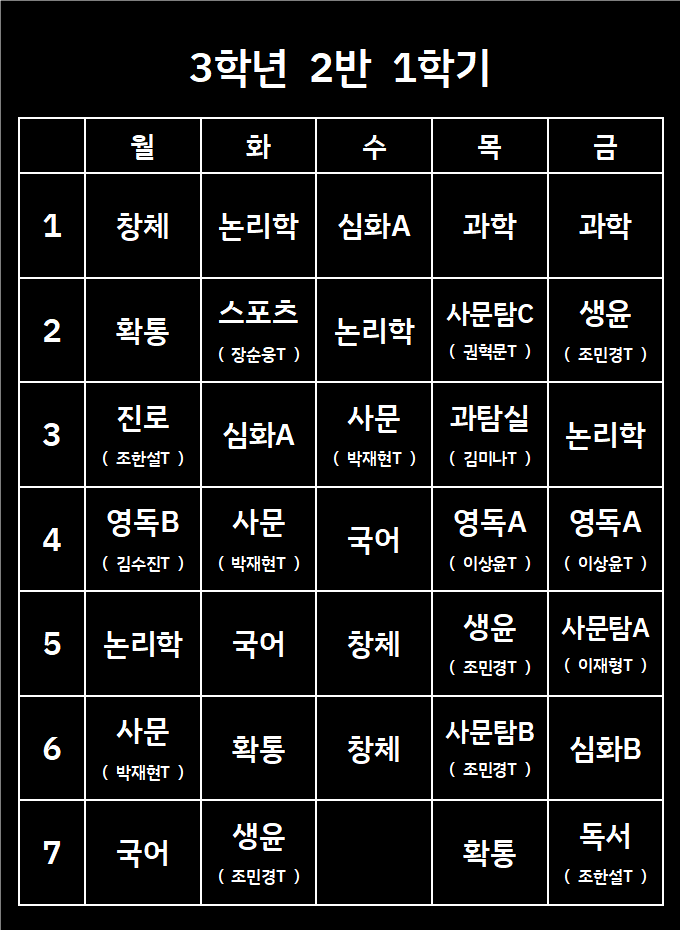 3학년 2반 1학기
월 화 수 목 금
1 창체 논리학 심화A 과학 과학
2 확통 스포츠 논리학 사문탐C 생윤
( 장순웅T ) ( 권혁문T ) ( 조민경T )
3 진로 심화A 사문 과탐실 논리학
( 조한설T ) ( 박재현T ) ( 김미나T )
4 영독B 사문 국어 영독A 영독A
( 김수진T ) ( 박재현T ) ( 이상윤T ) ( 이상윤T )
5 논리학 국어 창체 생윤 사문탐A
( 조민경T ) ( 이재형T )
6 사문 확통 창체 사문탐B 심화B
( 박재현T ) ( 조민경T )
7 국어 생윤 확통 독서
( 조민경T ) ( 조한설T )